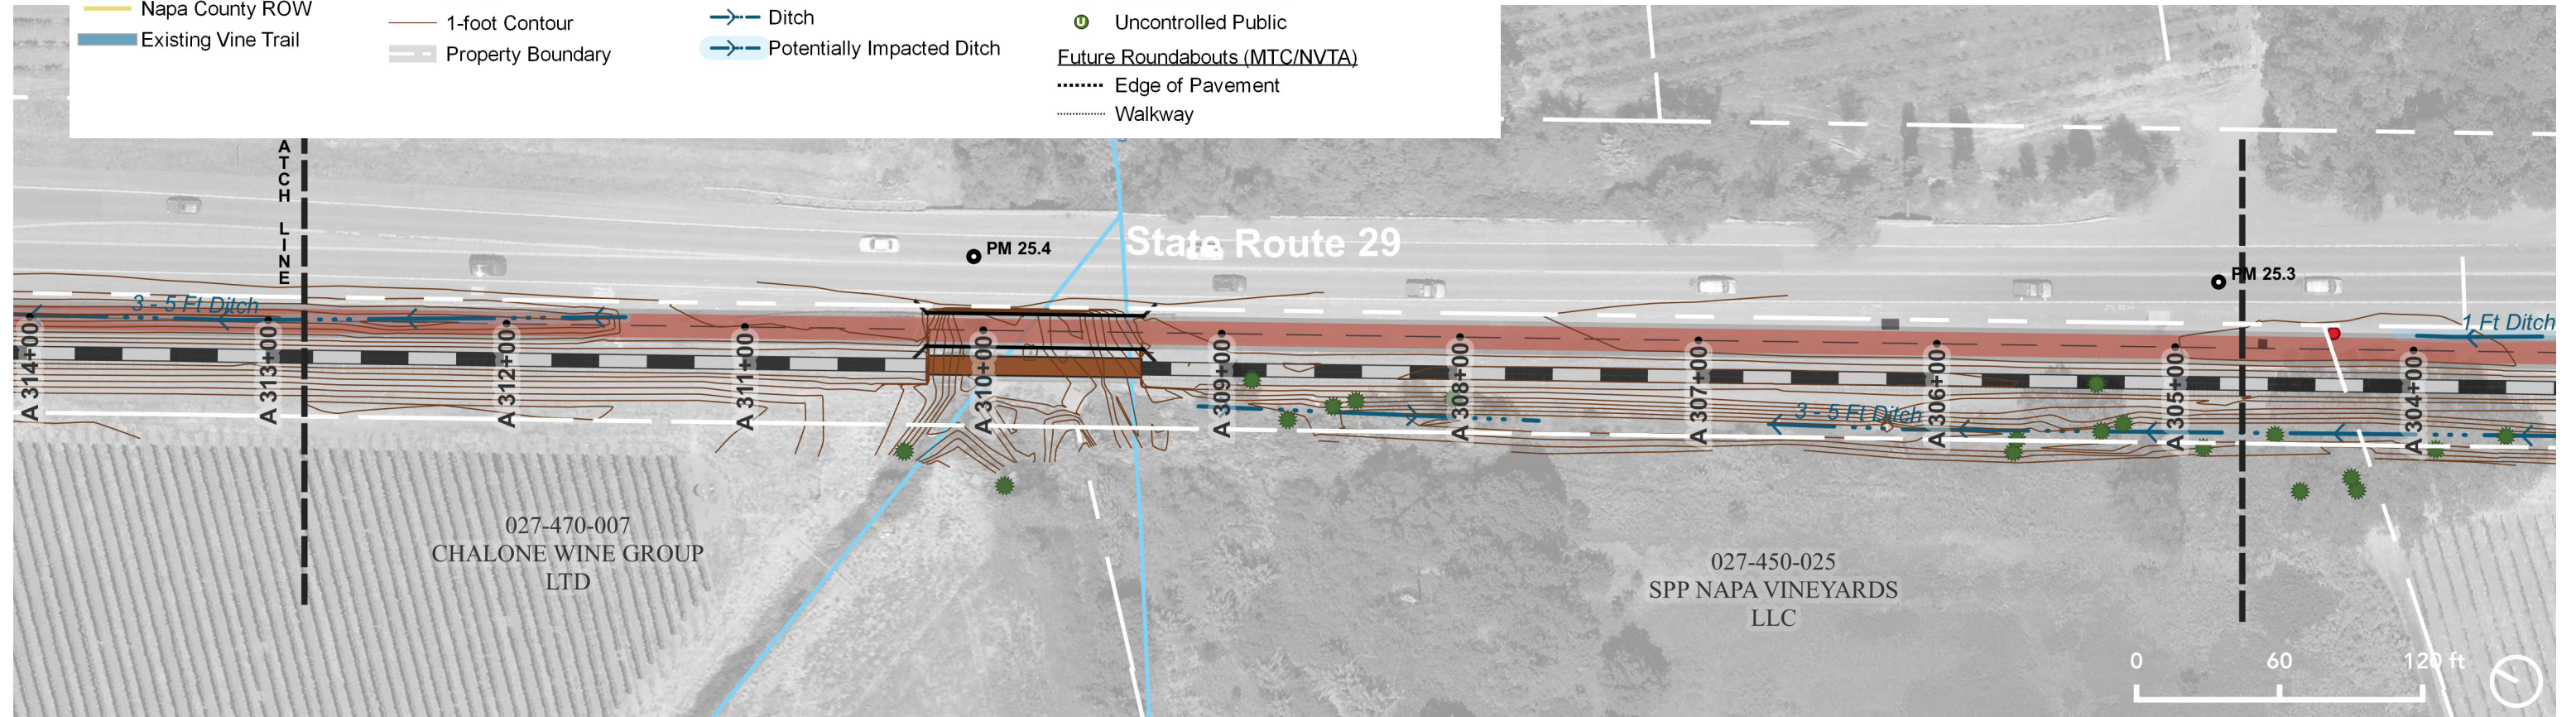 Napa County ROW
Existing Vine Trail
1-foot Contour
Property Boundary
Ditch
Potentially Impacted Ditch
Uncontrolled Public
Future Roundabouts (MTC/NVTA)
Edge of Pavement
Walkway
ATCH LINE
PM 25.4
State Route 29
PM 25.3
3 - 5 Ft Ditch
1 Ft Ditch
A 314+00
A 313+00
A 312+00
A 311+00
A 310+00
A 309+00
A 308+00
A 307+00
A 306+00
A 305+00
A 304+00
3 - 5 Ft Ditch
027-470-007
CHALONE WINE GROUP
LTD
027-450-025
SPP NAPA VINEYARDS
LLC
0 60 120 ft